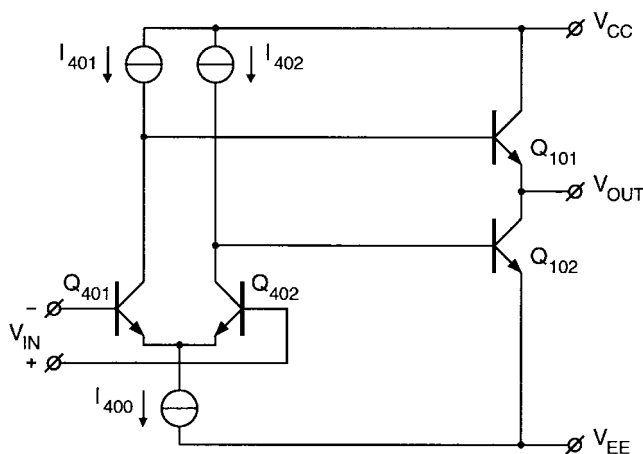 I401
I402
VCC
Q101
VOUT
Q102
Q401
Q402
−
VIN
+
I400
VEE